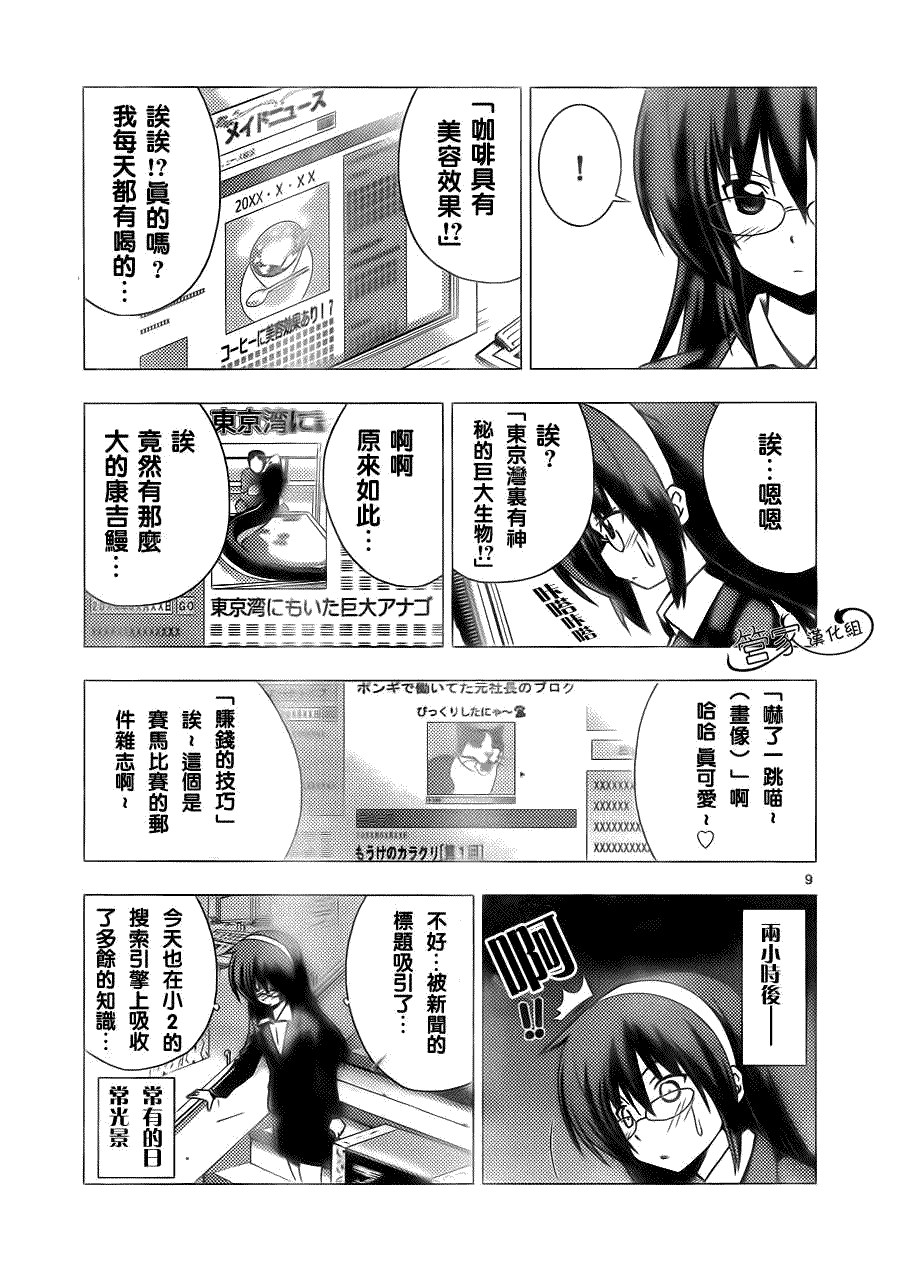 ！
「咖啡具有
美容效果!?」
メイドニュース
20XX・X・XX
コーヒーに美容効果あり!?
誒誒!?真的嗎?
我每天都有喝的…
誒…嗯嗯
誒?
「東京灣裏有神
秘的巨大生物!?」
咔嗒咔嗒
啊啊
原來如此…
東京湾に
東京湾にもいた巨大アナゴ
GO
誒
竟然有那麼
大的康吉鰻…
管家漢化組
「嚇了一跳喵~
(畫像)」啊
哈哈 真可愛~♡
ポンギで働いてた元社長のブログ
びっくりしたにゃ～
XXXXXXX
XXXXXX
XXXXXXXX
XXXXXXXXX
もうけのカラクリ[第1回]
「賺錢的技巧」
誒~這個是
賽馬比賽的郵
件雜志啊~
9
兩小時後——
啊!!
不好…被新聞的
標題吸引了…
今天也在小2的
搜索引擎上吸收
了多餘的知識…
常有的日
常光景